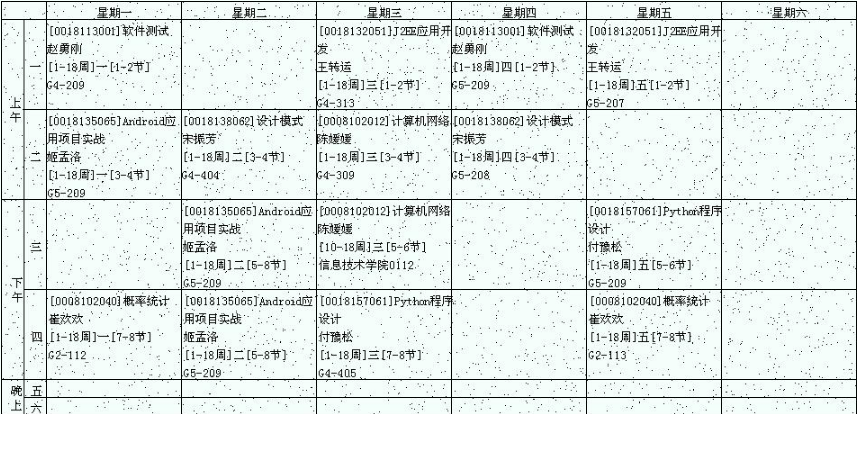 星期一 星期二 星期三 星期四 星期五 星期六
上午
一
[0018113001]软件测试
赵勇刚
[1-18周]一[1-2节]
G4-209
[0018132051]J2EE应用开
发
王转运
[1-18周]三[1-2节]
G4-313
[0018113001]软件测试
赵勇刚
[1-18周]四[1-2节]
G5-209
[0018132051]J2EE应用开
发
王转运
[1-18周]五[1-2节]
G5-207
二
[0018135065]Android应
用项目实战
姬孟洛
[1-18周]一[3-4节]
G5-209
[0018138062]设计模式
宋振芳
[1-18周]二[3-4节]
G4-404
[0008102012]计算机网络
陈媛媛
[1-18周]三[3-4节]
G4-309
[0018138062]设计模式
宋振芳
[1-18周]四[3-4节]
G5-208
下午
三
[0018135065]Android应
用项目实战
姬孟洛
[1-18周]二[5-8节]
G5-209
[0008102012]计算机网络
陈媛媛
[10-18周]三[5-6节]
信息技术学院0112
[0018157061]Python程序
设计
付豫松
[1-18周]五[5-6节]
G5-209
四
[0008102040]概率统计
崔欢欢
[1-18周]一[7-8节]
G2-112
[0018135065]Android应
用项目实战
姬孟洛
[1-18周]二[5-8节]
G5-209
[0018157061]Python程序
设计
付豫松
[1-18周]三[7-8节]
G4-405
[0008102040]概率统计
崔欢欢
[1-18周]五[7-8节]
G2-113
晚上
五
六